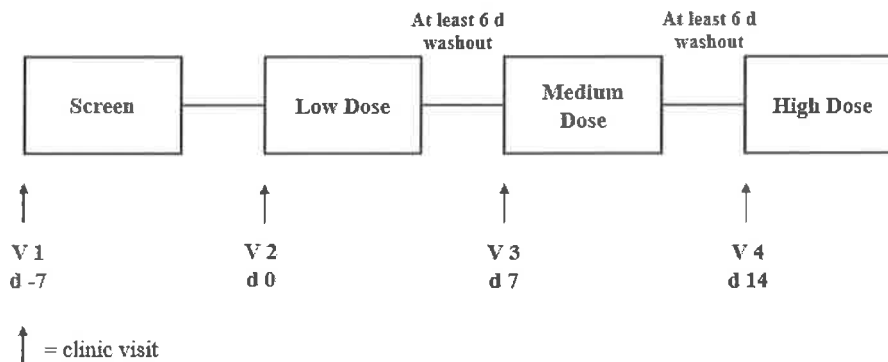 At least 6 d
washout
At least 6 d
washout
Screen
Low Dose
Medium
Dose
High Dose
V 1
d -7
V 2
d 0
V 3
d 7
V 4
d 14
= clinic visit